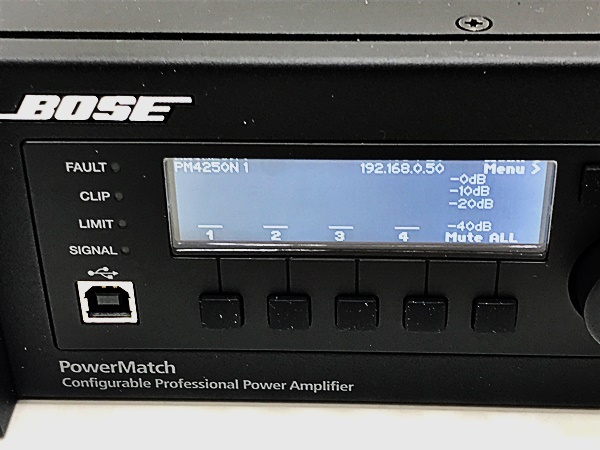 BOSE
FAULT
CLIP
LIMIT
SIGNAL
PM4250N 1 192.168.0.50 Menu >
-0dB
-10dB
-20dB
-40dB
1 2 3 4 Mute ALL
PowerMatch
Configurable Professional Power Amplifier